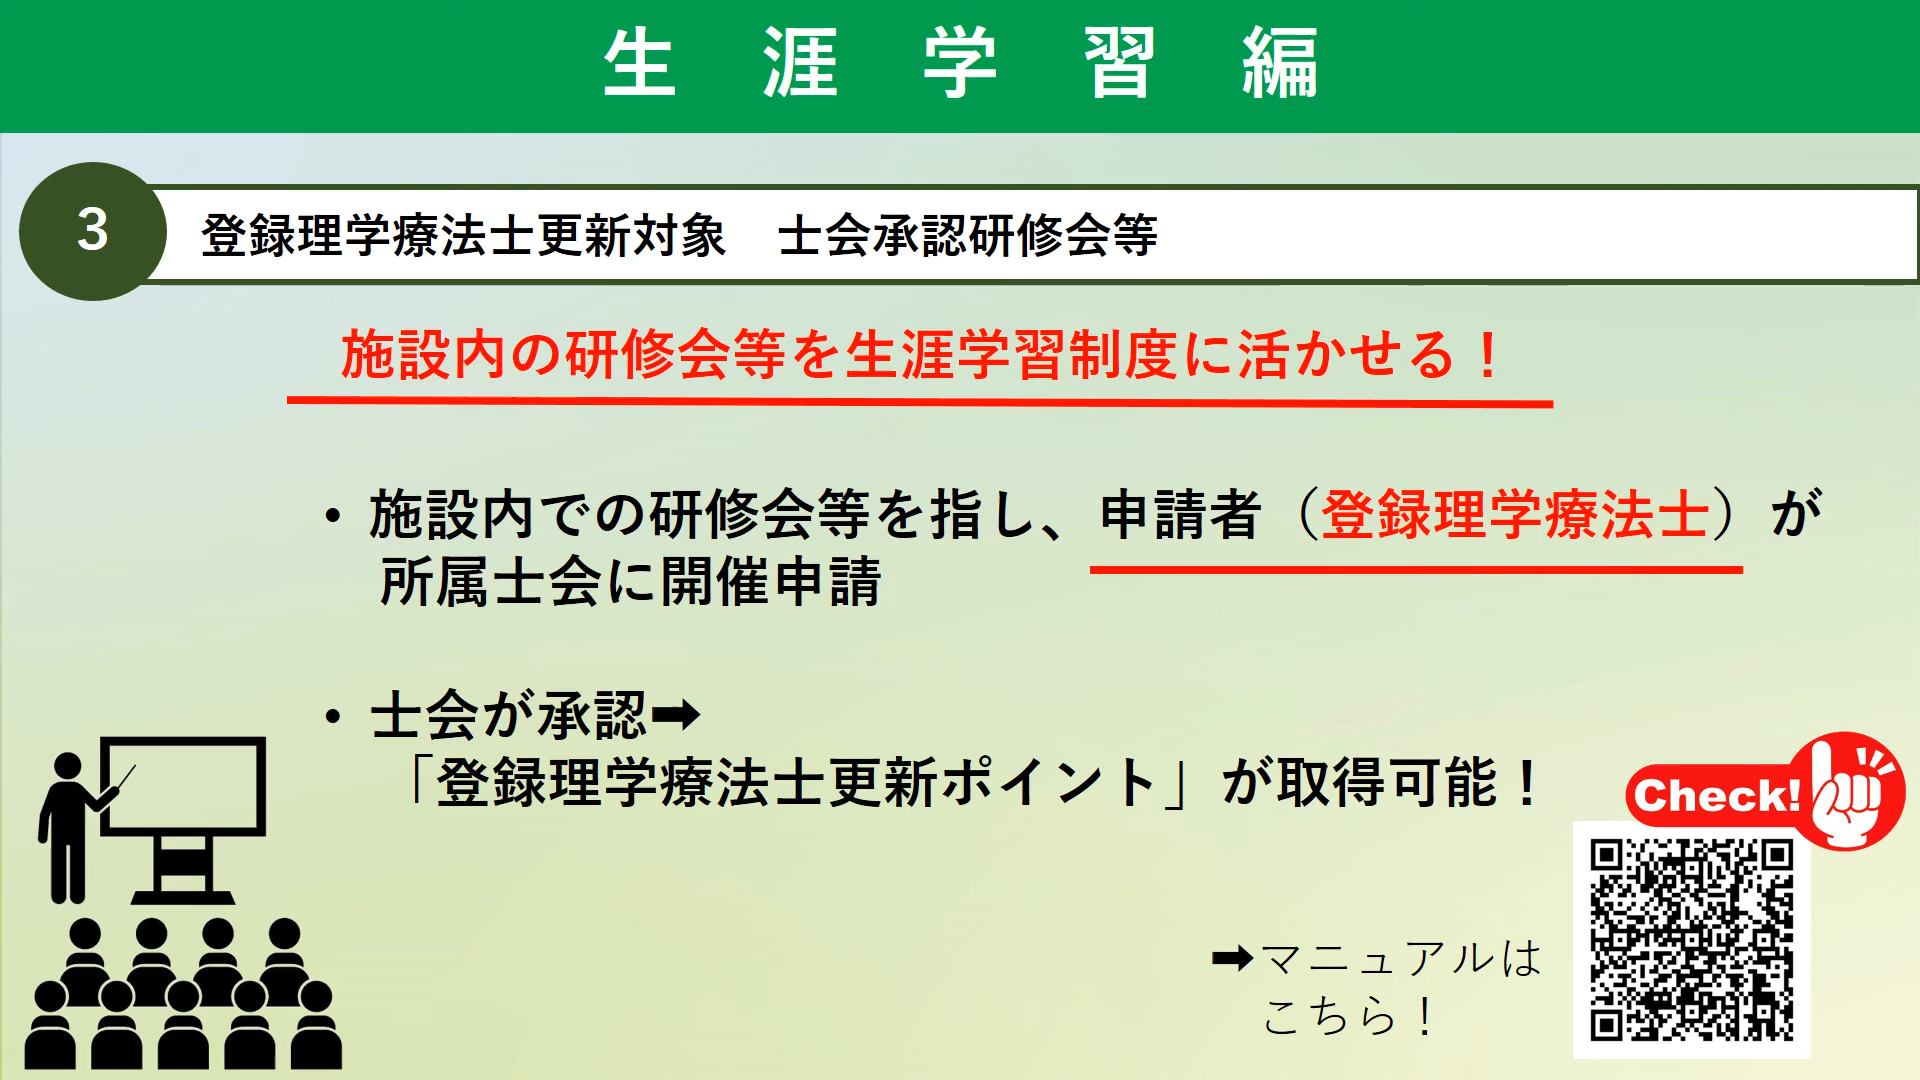 生 涯 学 習 編
3
登録理学療法士更新対象　士会承認研修会等
施設内の研修会等を生涯学習制度に活かせる！
• 施設内での研修会等を指し、申請者（登録理学療法士）が
所属士会に開催申請
• 士会が承認➡
「登録理学療法士更新ポイント」が取得可能！
Check!
➡マニュアルは
こちら！